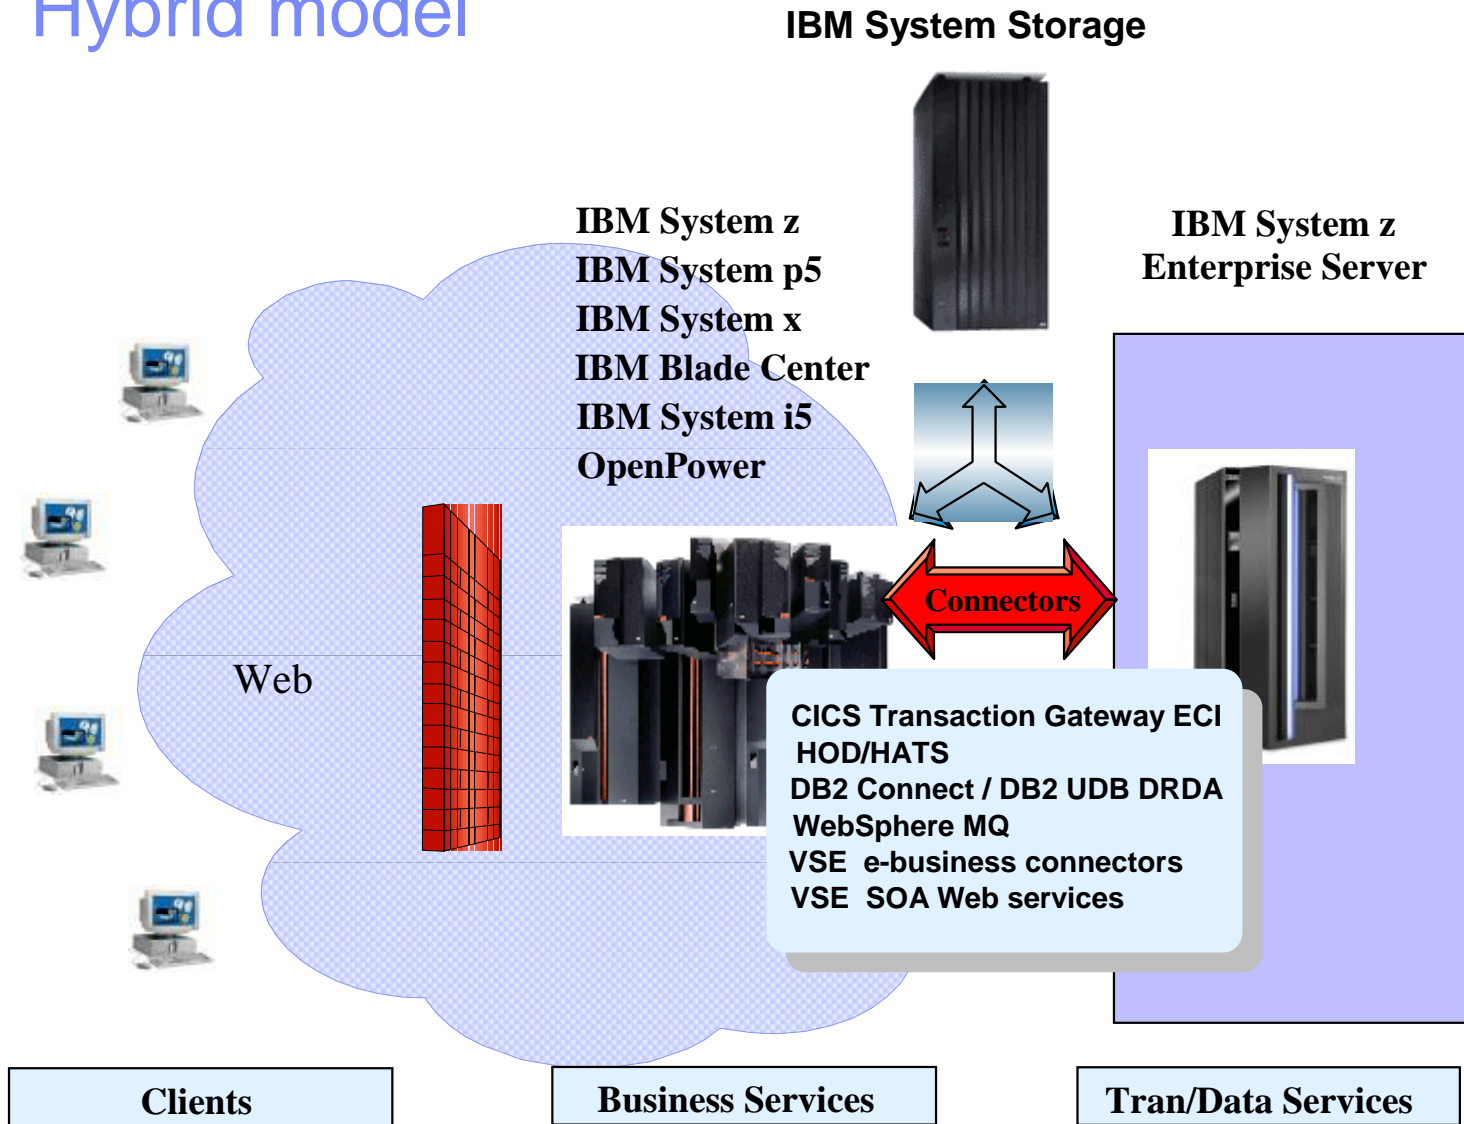 Hybrid model
IBM System Storage
IBM System z
IBM System p5
IBM System x
IBM Blade Center
IBM System i5
OpenPower
IBM System z
Enterprise Server
Web
Connectors
CICS Transaction Gateway ECI
HOD/HATS
DB2 Connect / DB2 UDB DRDA
WebSphere MQ
VSE e-business connectors
VSE SOA Web services
Clients
Business Services
Tran/Data Services